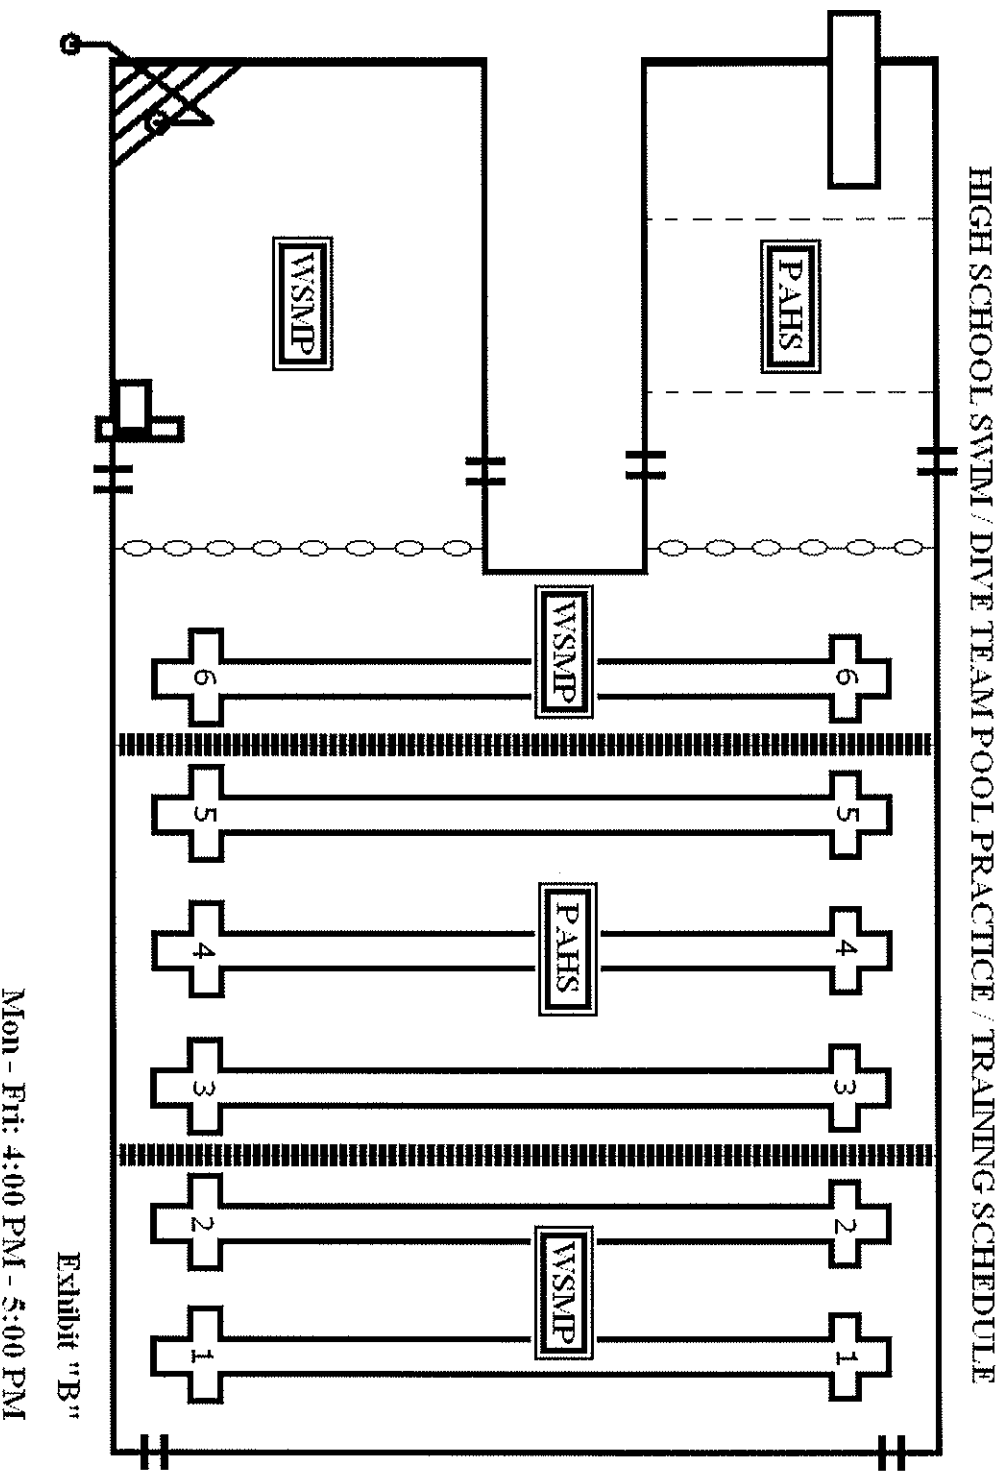 HIGH SCHOOL SWIM / DIVE TEAM POOL PRACTICE / TRAINING SCHEDULE
6 5 4 3 2 1
PAHS
WSMP PAHS WSMP
WSMP
6 5 4 3 2 1
Exhibit "B"
Mon - Fri: 4:00 PM - 5:00 PM